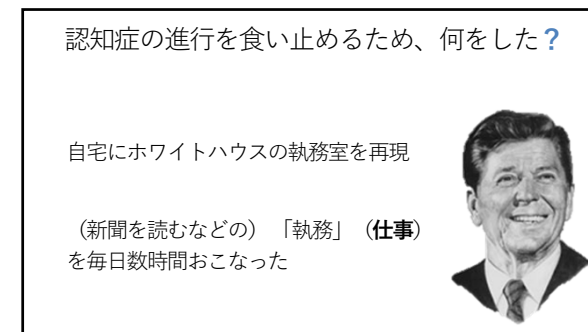 認知症の進行を食い止めるため、何をした?
自宅にホワイトハウスの執務室を再現
（新聞を読むなどの）「執務」（仕事）
を毎日数時間おこなった